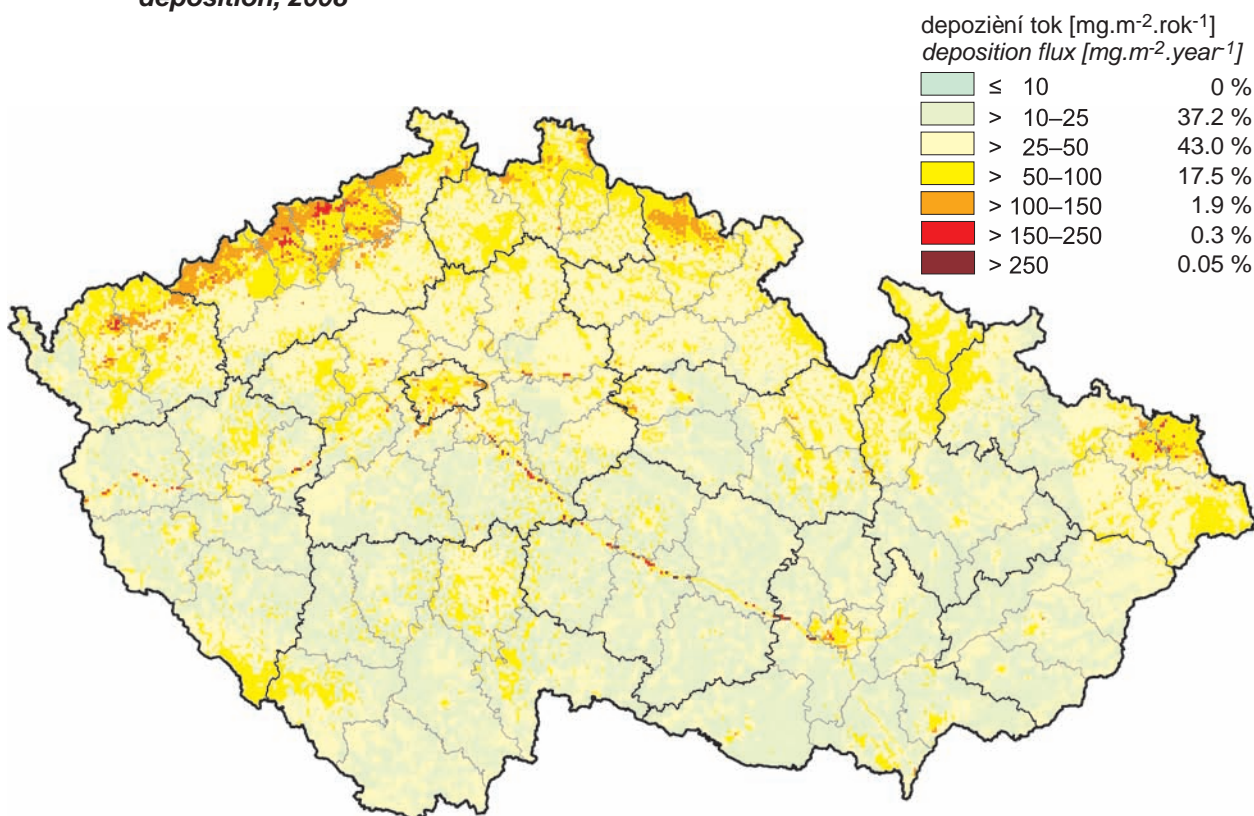 deposition, 2008
depozièní tok [mg.m-2.rok-1]
deposition flux [mg.m-2.year-1]
≤ 10 0 %
> 10–25 37.2 %
> 25–50 43.0 %
> 50–100 17.5 %
> 100–150 1.9 %
> 150–250 0.3 %
> 250 0.05 %